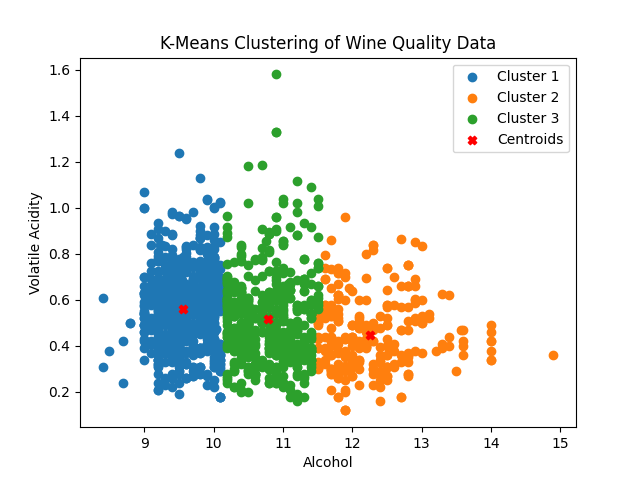 K-Means Clustering of Wine Quality Data
Cluster 1
Cluster 2
Cluster 3
Centroids
Volatile Acidity
1.6
1.4
1.2
1.0
0.8
0.6
0.4
0.2
9 10 11 12 13 14 15
Alcohol